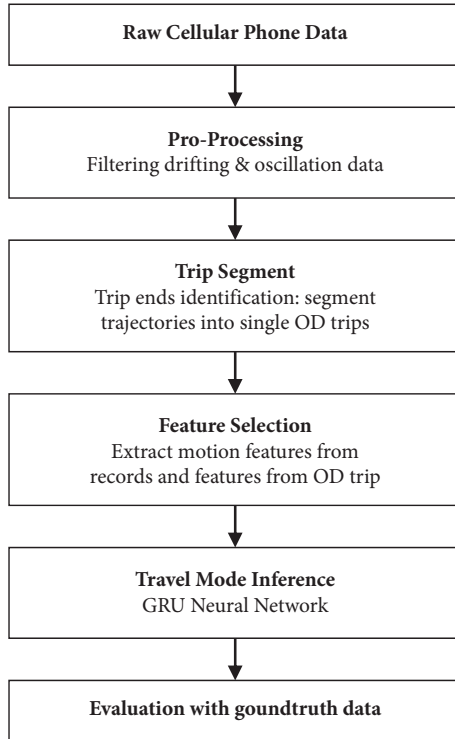 Raw Cellular Phone Data
Pro-Processing
Filtering drifting & oscillation data
Trip Segment
Trip ends identification: segment
trajectories into single OD trips
Feature Selection
Extract motion features from
records and features from OD trip
Travel Mode Inference
GRU Neural Network
Evaluation with goundtruth data